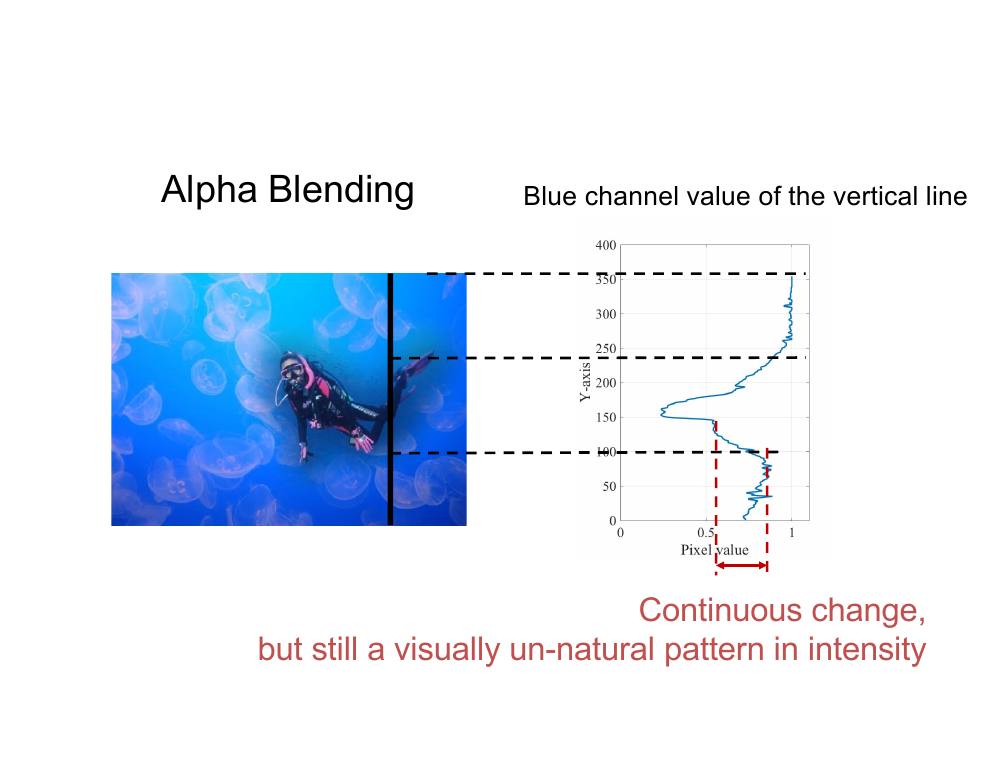 Alpha Blending
Blue channel value of the vertical line
400
350
300
250
200
150
100
50
0
Y-axis
0
0.5
1
Pixel value
Continuous change,
but still a visually un-natural pattern in intensity